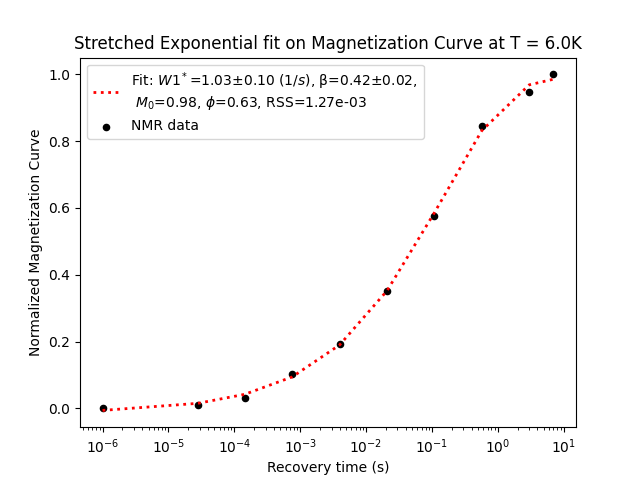 Stretched Exponential fit on Magnetization Curve at T = 6.0K
Fit: W1*=1.03±0.10 (1/s), β=0.42±0.02,
M₀=0.98, ϕ=0.63, RSS=1.27e-03
NMR data
Normalized Magnetization Curve
1.0
0.8
0.6
0.4
0.2
0.0
10⁻⁶ 10⁻⁵ 10⁻⁴ 10⁻³ 10⁻² 10⁻¹ 10⁰ 10¹
Recovery time (s)